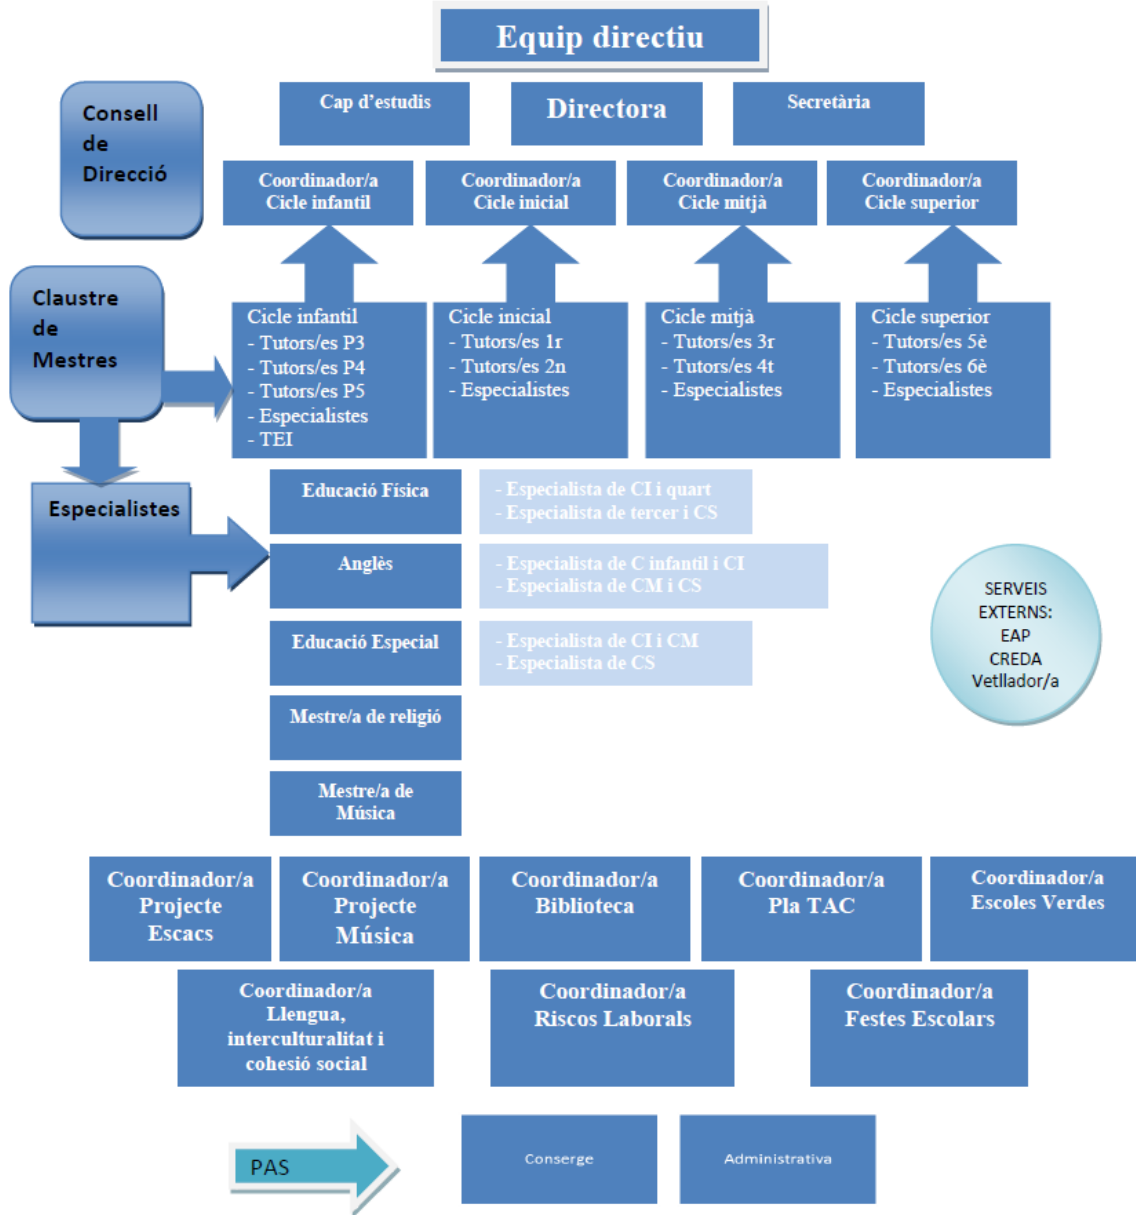 Equip directiu
Consell
de
Direcció
Cap d'estudis
Directora
Secretària
Coordinador/a
Cicle infantil
Coordinador/a
Cicle inicial
Coordinador/a
Cicle mitjà
Coordinador/a
Cicle superior
Claustre
de
Mestres
Cicle infantil
- Tutors/es P3
- Tutors/es P4
- Tutors/es P5
- Especialistes
- TEI
Cicle inicial
- Tutors/es 1r
- Tutors/es 2n
- Especialistes
Cicle mitjà
- Tutors/es 3r
- Tutors/es 4t
- Especialistes
Cicle superior
- Tutors/es 5è
- Tutors/es 6è
- Especialistes
Especialistes
Educació Física
- Especialista de CI i quart
- Especialista de tercer i CS
Anglès
- Especialista de C infantil i CI
- Especialista de CM i CS
Educació Especial
- Especialista de CI i CM
- Especialista de CS
Mestre/a de religió
Mestre/a de
Música
SERVEIS
EXTERNS:
EAP
CREDA
Vetllador/a
Coordinador/a
Projecte
Escacs
Coordinador/a
Projecte
Música
Coordinador/a
Biblioteca
Coordinador/a
Pla TAC
Coordinador/a
Escoles Verdes
Coordinador/a
Llengua,
interculturalitat i
cohesió social
Coordinador/a
Riscos Laborals
Coordinador/a
Festes Escolars
PAS
Conserge
Administrativa